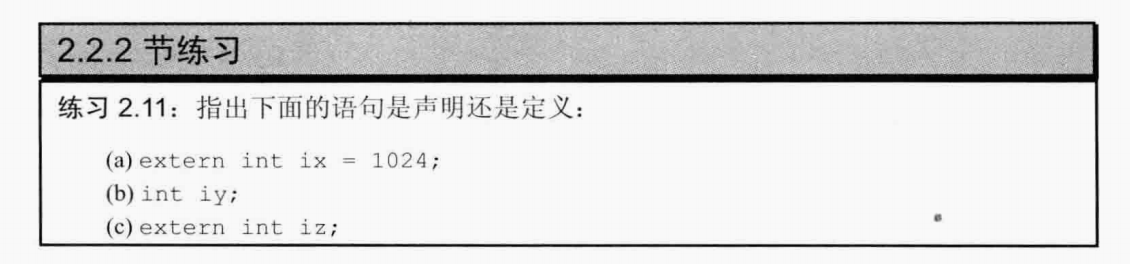 2.2.2 节练习
练习 2.11：指出下面的语句是声明还是定义：
(a) extern int ix = 1024;
(b) int iy;
(c) extern int iz;